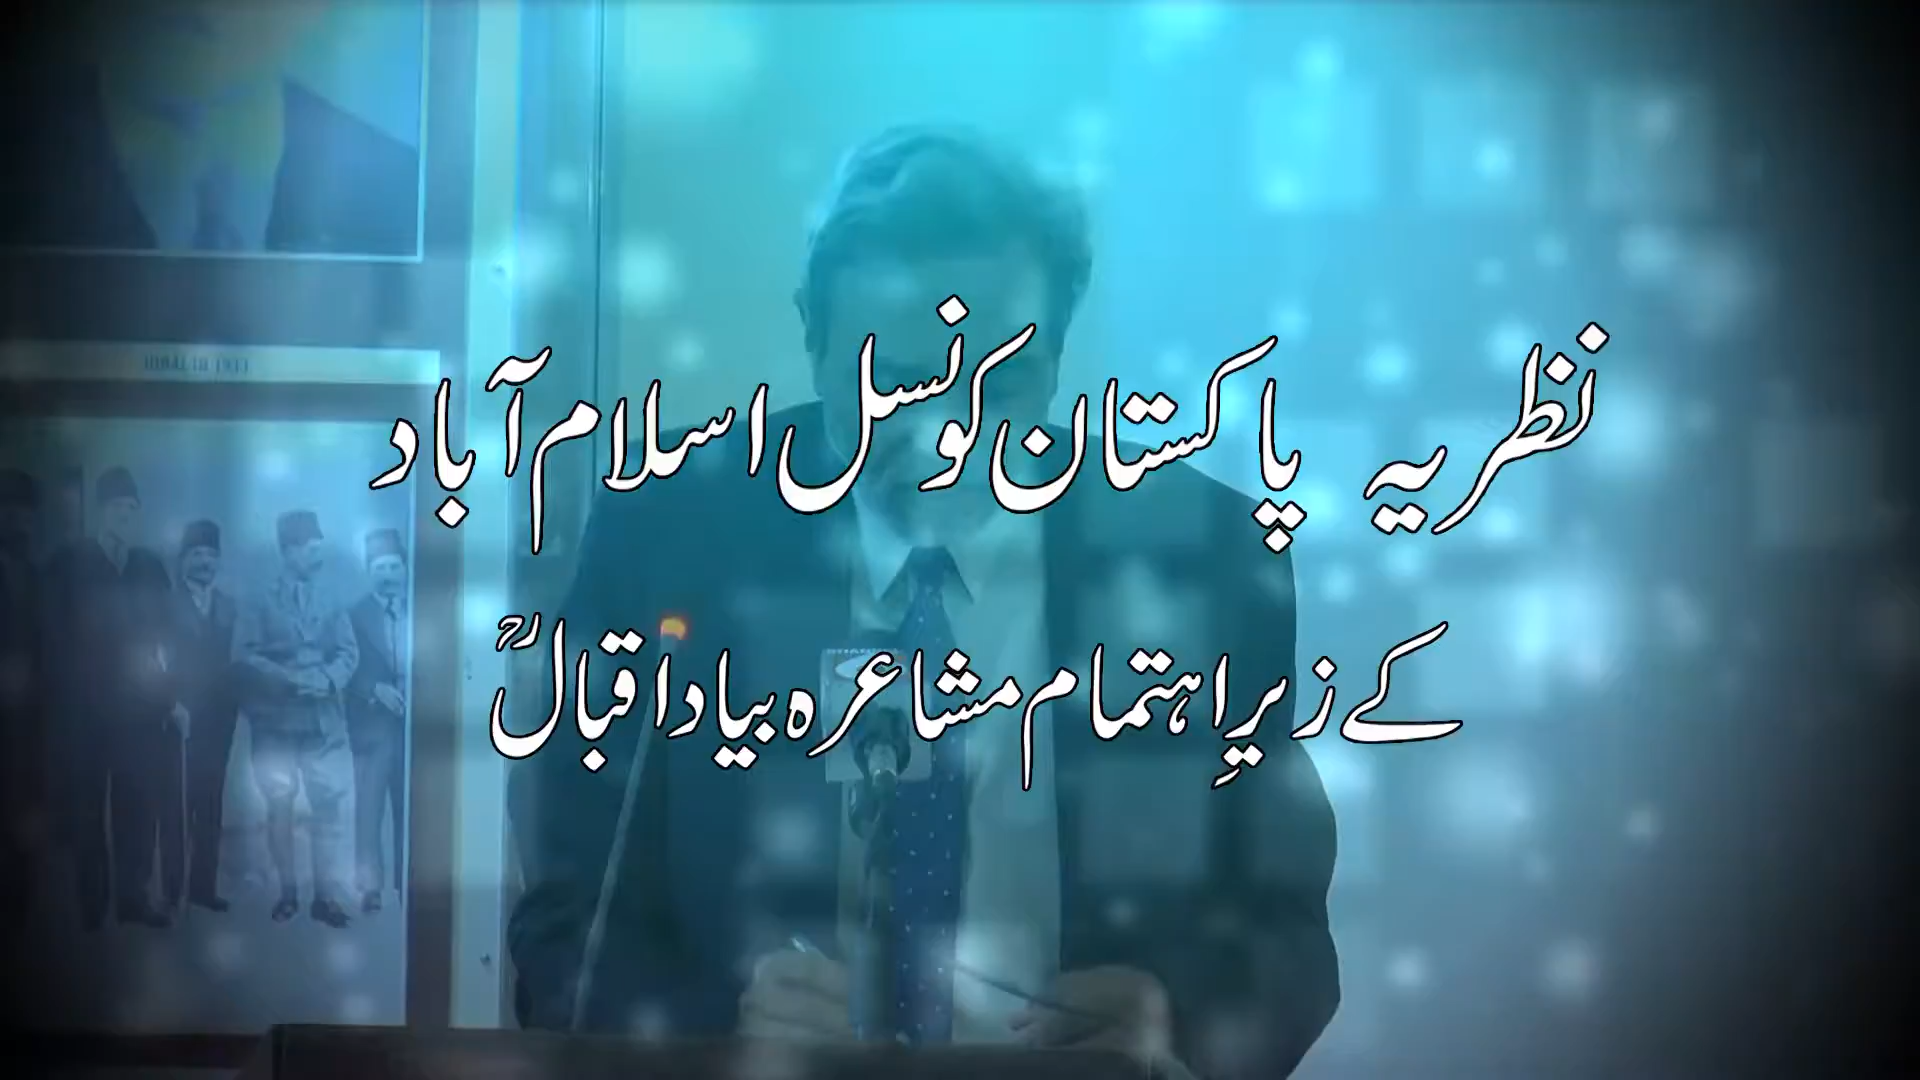 نظریہ پاکستان کونسل اسلام آباد
کے زیرِ اہتمام مشاعرہ بیاد اقبالؒ